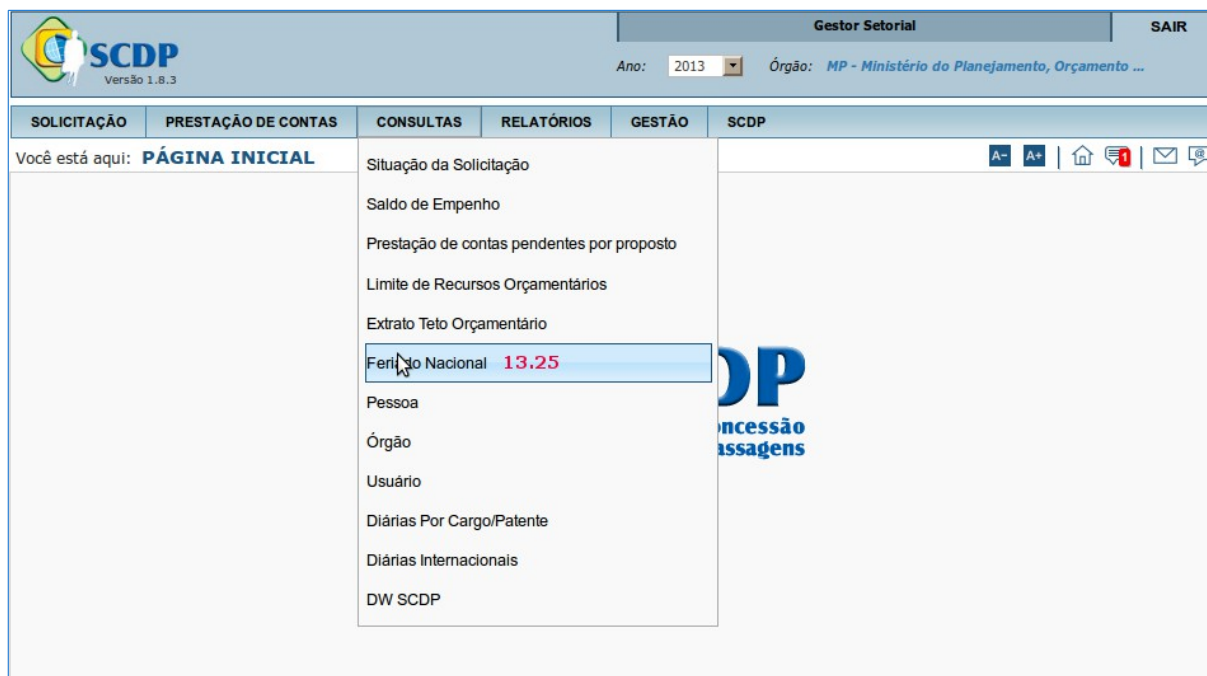 Gestor Setorial
SAIR
SCDP
Versão 1.8.3
Ano: 2013 Órgão: MP - Ministério do Planejamento, Orçamento ...
SOLICITAÇÃO PRESTAÇÃO DE CONTAS CONSULTAS RELATÓRIOS GESTÃO SCDP
Você está aqui: PÁGINA INICIAL
A- A+ 1
Situação da Solicitação
Saldo de Empenho
Prestação de contas pendentes por proposto
Limite de Recursos Orçamentários
Extrato Teto Orçamentário
Feriado Nacional 13.25
Pessoa
Órgão
Usuário
Diárias Por Cargo/Patente
Diárias Internacionais
DW SCDP
DP